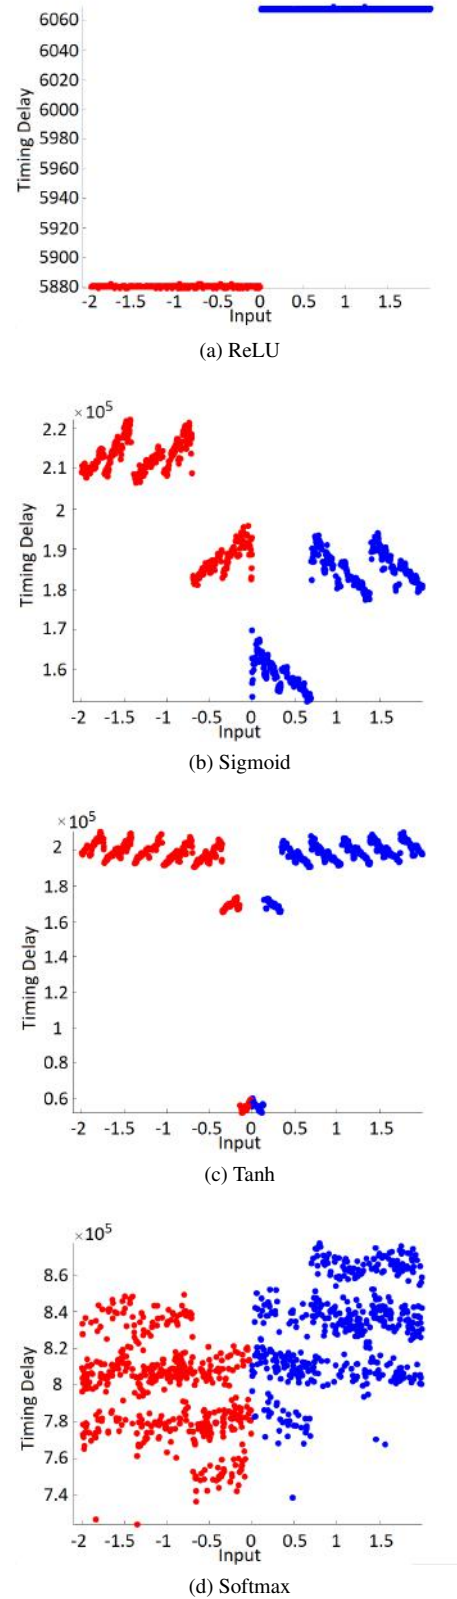 6060
6040
6020
6000
5980
5960
5940
5920
5900
5880
Timing Delay
-2 -1.5 -1 -0.5 0 0.5 1 1.5
Input
(a) ReLU
×10⁵
2.2
2.1
2
1.9
1.8
1.7
1.6
Timing Delay
-2 -1.5 -1 -0.5 0 0.5 1 1.5
Input
(b) Sigmoid
×10⁵
2
1.8
1.6
1.4
1.2
1
0.8
0.6
Timing Delay
-2 -1.5 -1 -0.5 0 0.5 1 1.5
Input
(c) Tanh
×10⁵
8.6
8.4
8.2
8
7.8
7.6
7.4
Timing Delay
-2 -1.5 -1 -0.5 0 0.5 1 1.5
Input
(d) Softmax